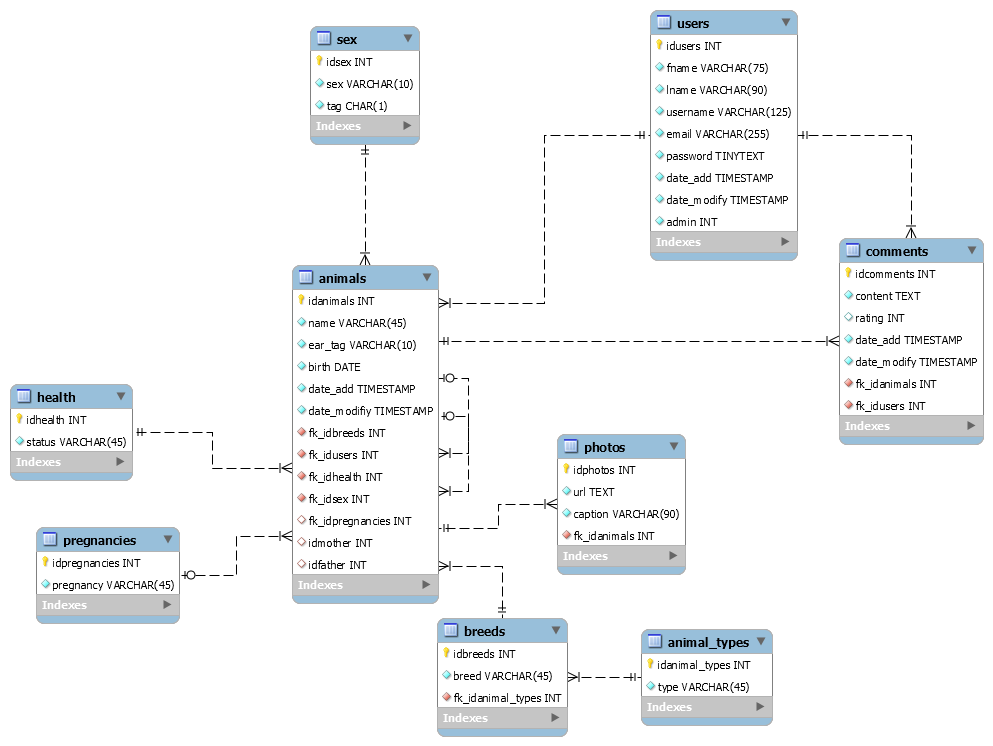 sex
idsex INT
sex VARCHAR(10)
tag CHAR(1)
Indexes
users
idusers INT
fname VARCHAR(75)
lname VARCHAR(90)
username VARCHAR(125)
email VARCHAR(255)
password TINYTEXT
date_add TIMESTAMP
date_modify TIMESTAMP
admin INT
Indexes
comments
idcomments INT
content TEXT
rating INT
date_add TIMESTAMP
date_modify TIMESTAMP
fk_idanimals INT
fk_idusers INT
Indexes
animals
idanimals INT
name VARCHAR(45)
ear_tag VARCHAR(10)
birth DATE
date_add TIMESTAMP
date_modify TIMESTAMP
fk_idbreeds INT
fk_idusers INT
fk_idhealth INT
fk_idsex INT
fk_idpregnancies INT
idmother INT
idfather INT
Indexes
health
idhealth INT
status VARCHAR(45)
Indexes
photos
idphotos INT
url TEXT
caption VARCHAR(90)
fk_idanimals INT
Indexes
pregnancies
idpregnancies INT
pregnancy VARCHAR(45)
Indexes
breeds
idbreeds INT
breed VARCHAR(45)
fk_idanimal_types INT
Indexes
animal_types
idanimal_types INT
type VARCHAR(45)
Indexes